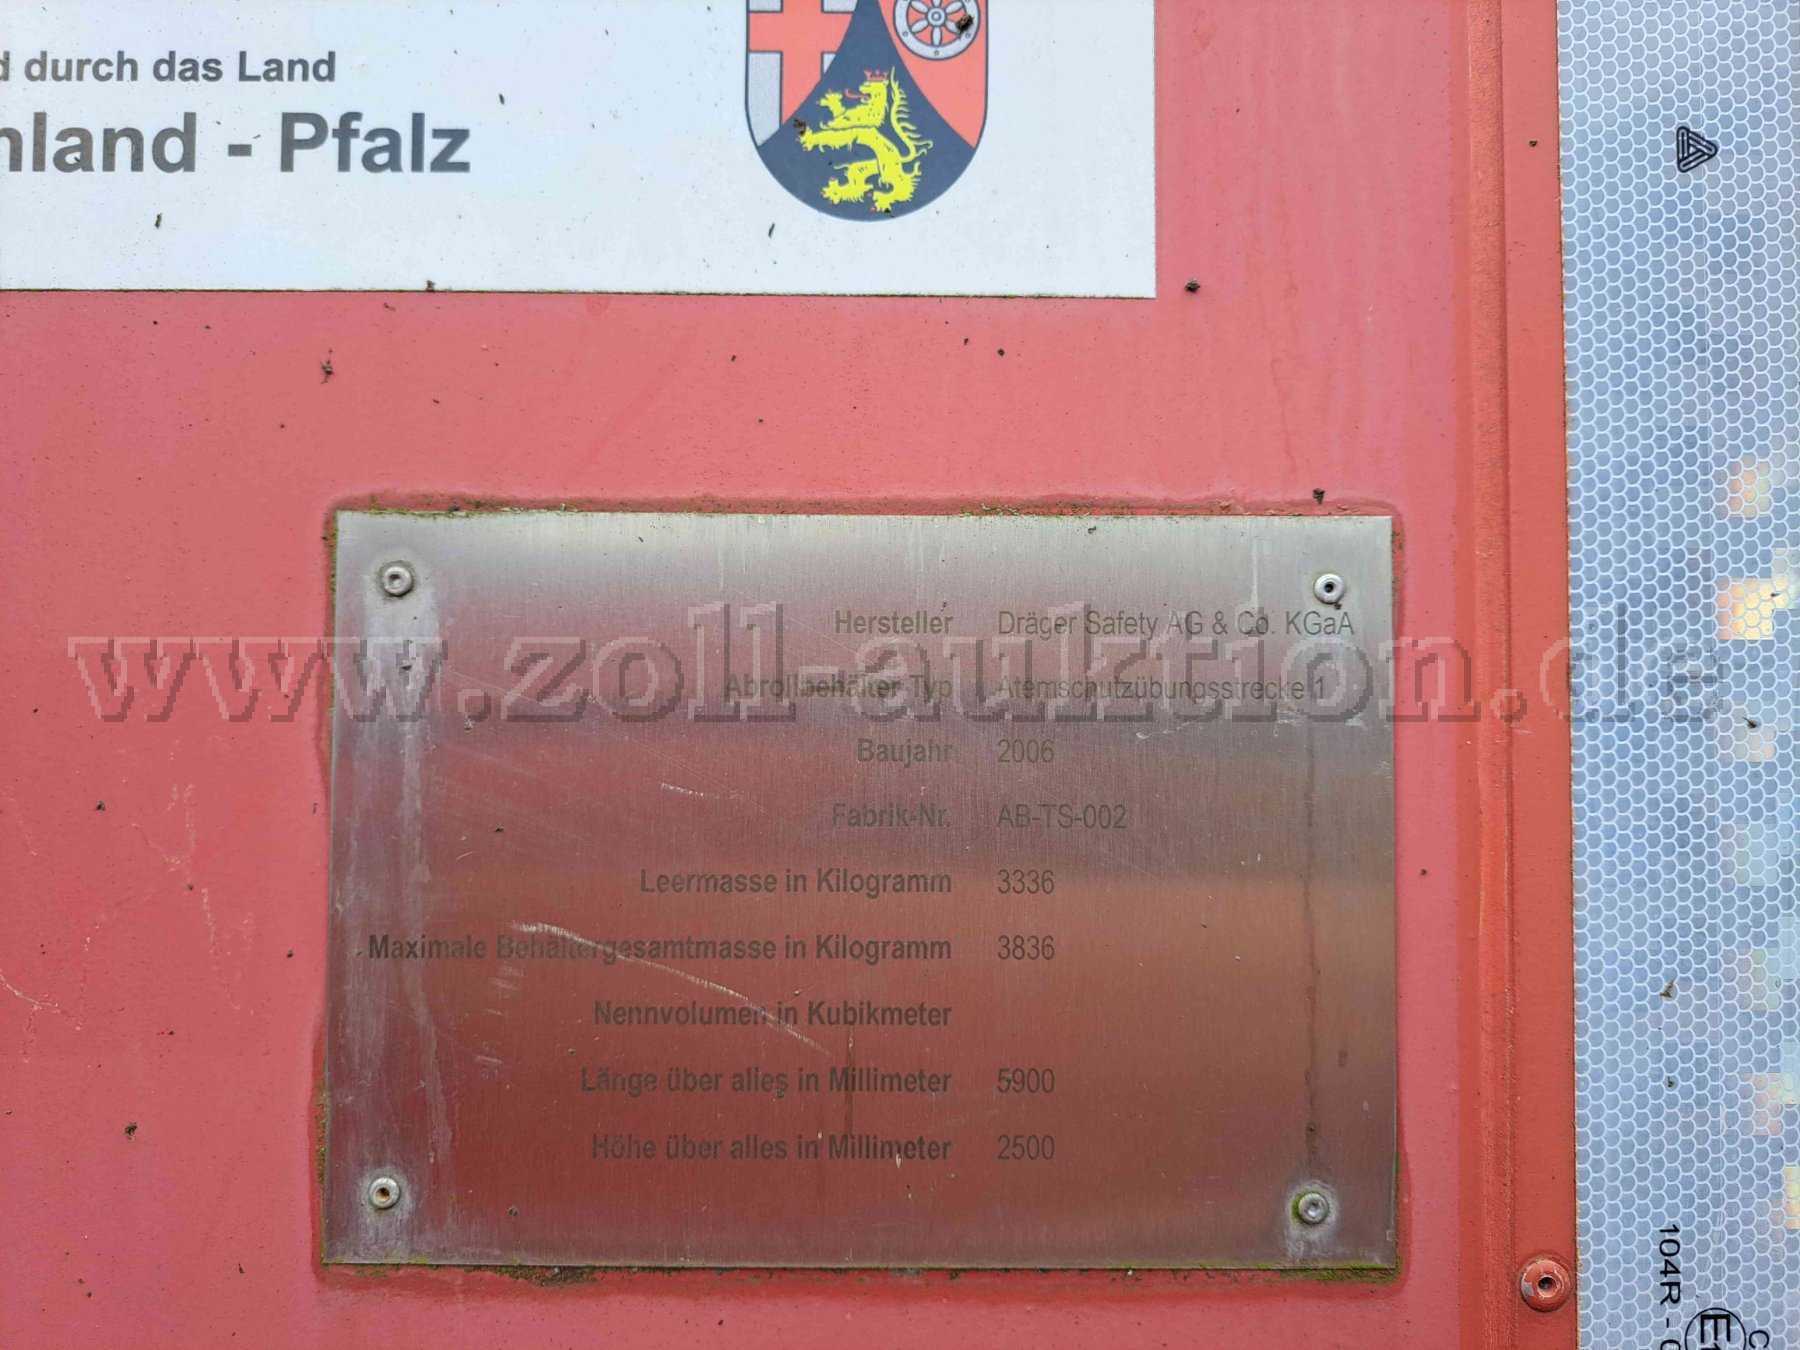 d durch das Land
nland - Pfalz
Hersteller Dräger Safety AG & Co. KGaA
Abrollbehälter Typ Atemschutzübungsstrecke 1
www.zoll-auktion.de
Baujahr 2006
Fabrik-Nr. AB-TS-002
Leermasse in Kilogramm 3336
Maximale Behältergesamtmasse in Kilogramm 3836
Nennvolumen in Kubikmeter
Länge über alles in Millimeter 5900
Höhe über alles in Millimeter 2500
104R - 0
E1
C